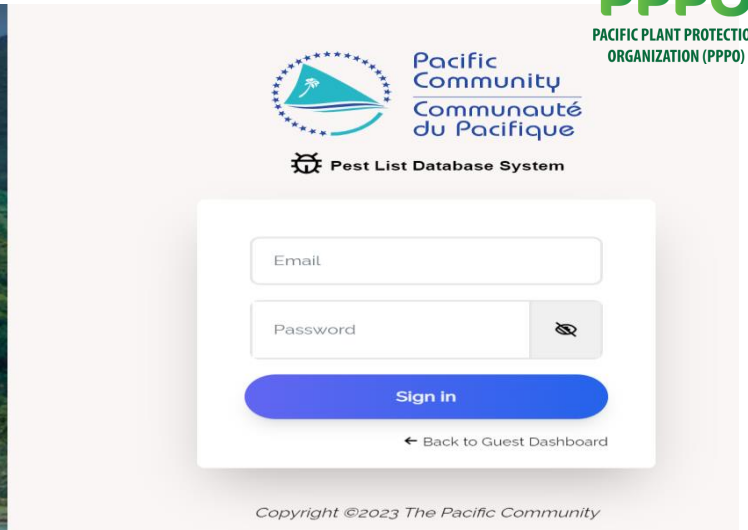 PPPO
PACIFIC PLANT PROTECTIO
ORGANIZATION (PPPO)
Pacific
Community
Communauté
du Pacifique
Pest List Database System
Email
Password
Sign in
← Back to Guest Dashboard
Copyright ©2023 The Pacific Community